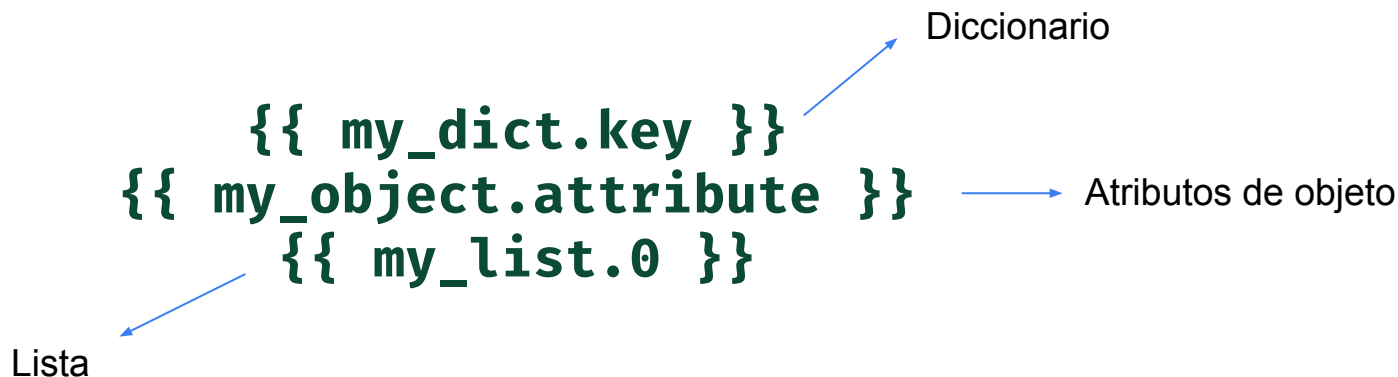 Diccionario
{{ my_dict.key }}
{{ my_object.attribute }}
Atributos de objeto
{{ my_list.0 }}
Lista